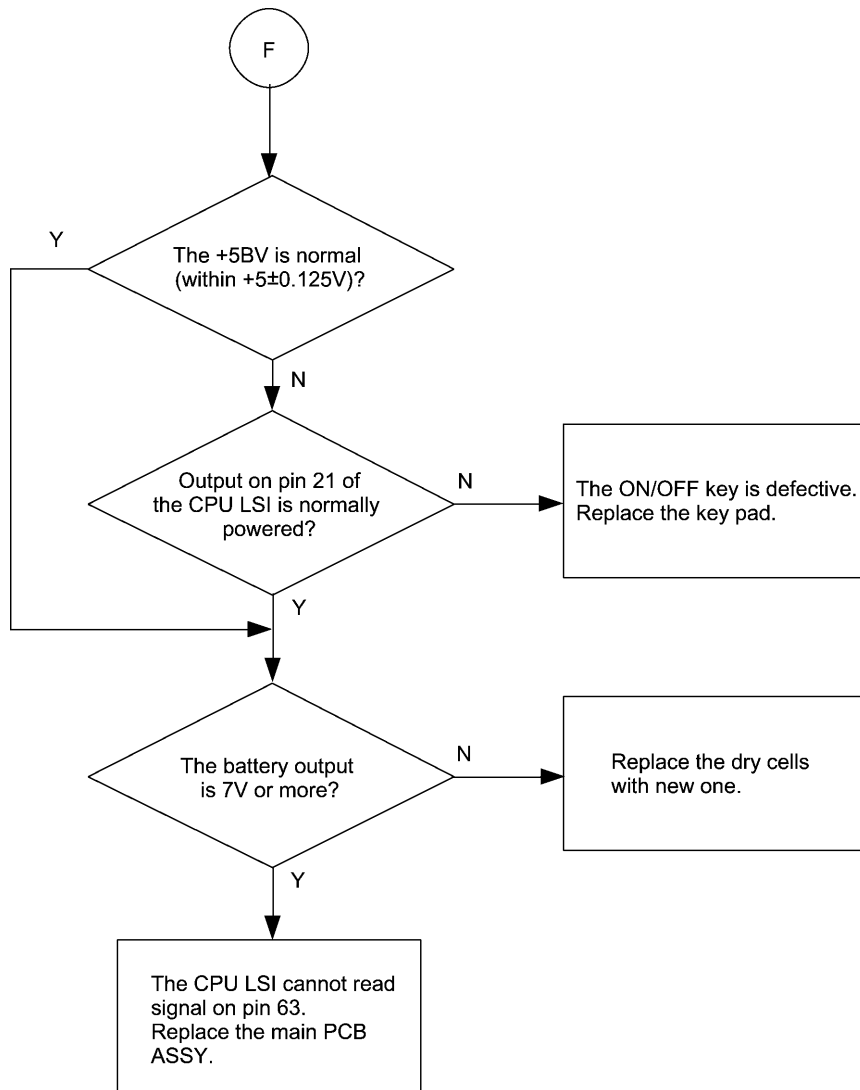 F
Y
The +5BV is normal
(within +5±0.125V)?
N
Output on pin 21 of
the CPU LSI is normally
powered?
N
The ON/OFF key is defective.
Replace the key pad.
Y
The battery output
is 7V or more?
N
Replace the dry cells
with new one.
Y
The CPU LSI cannot read
signal on pin 63.
Replace the main PCB
ASSY.